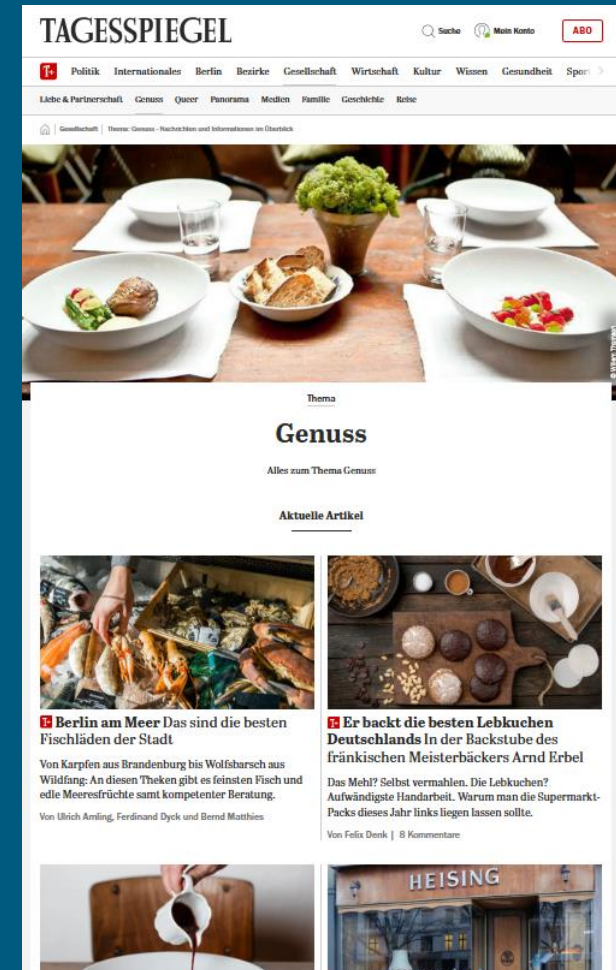 TAGESSPIEGEL
Suche
Mein Konto
ABO
T+ Politik Internationales Berlin Bezirke Gesellschaft Wirtschaft Kultur Wissen Gesundheit Sport
Liebe & Partnerschaft Genuss Queer Panorama Medien Familie Geschichte Reise
Gesellschaft | Thema: Genuss - Nachrichten und Informationen im Überblick
Thema
Genuss
Alles zum Thema Genuss
Aktuelle Artikel
T+ Berlin am Meer Das sind die besten
Fischläden der Stadt
Von Karpfen aus Brandenburg bis Wolfsbarsch aus
Wildfang: An diesen Theken gibt es feinsten Fisch und
edle Meeresfrüchte samt kompetenter Beratung.
Von Ulrich Amling, Ferdinand Dyck und Bernd Matthies
T+ Er backt die besten Lebkuchen
Deutschlands In der Backstube des
fränkischen Meisterbäckers Arnd Erbel
Das Mehl? Selbst vermahlen. Die Lebkuchen?
Aufwändigste Handarbeit. Warum man die Supermarkt-
Packs dieses Jahr links liegen lassen sollte.
Von Felix Denk | 8 Kommentare
HEISING